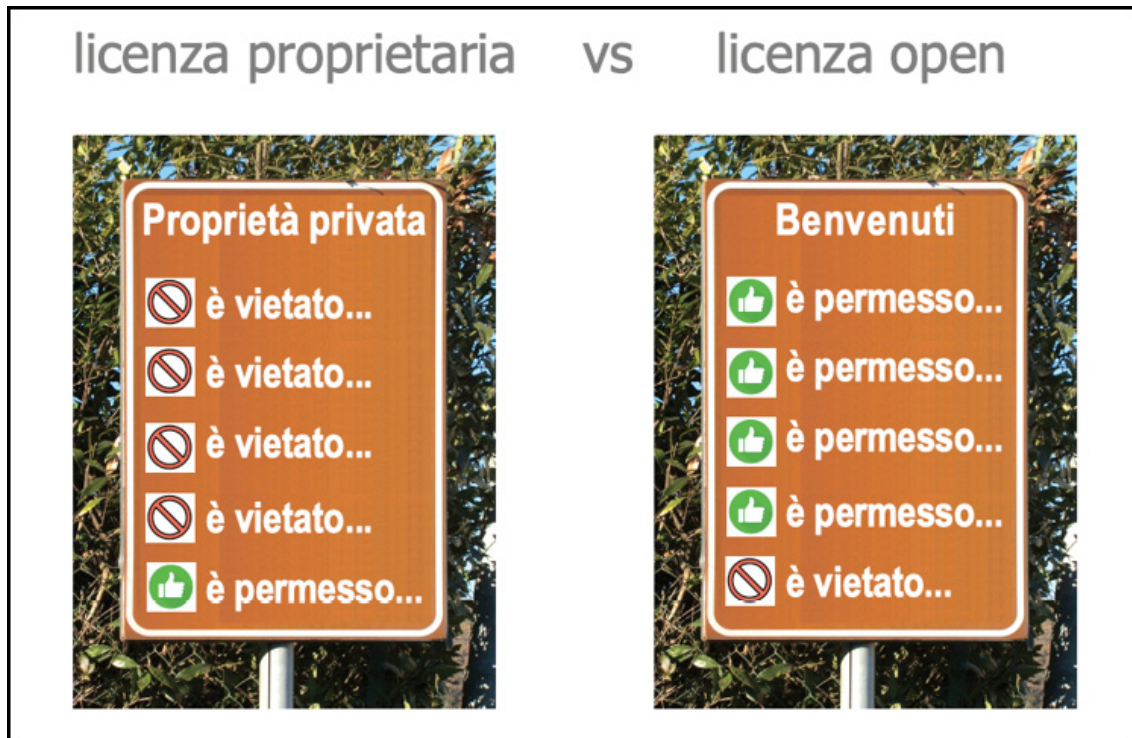 licenza proprietaria vs licenza open
Proprietà privata
è vietato...
è vietato...
è vietato...
è vietato...
è permesso...
Benvenuti
è permesso...
è permesso...
è permesso...
è permesso...
è vietato...